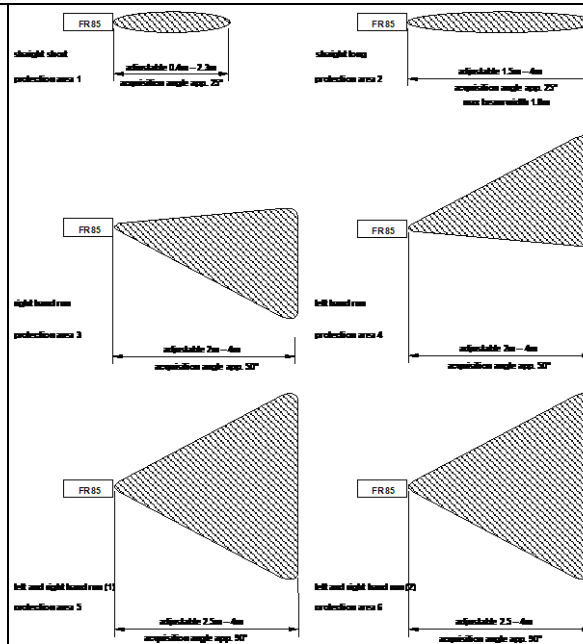 FR85
straight short
protection area 1
adjustable 0.4m – 2.3m
acquisition angle app. 25°
FR85
straight long
protection area 2
adjustable 1.5m – 4m
acquisition angle app. 25°
max beam width 1.0m
FR85
right hand run
protection area 3
adjustable 2m – 4m
acquisition angle app. 50°
FR85
left hand run
protection area 4
adjustable 2m – 4m
acquisition angle app. 50°
FR85
left and right hand run (1)
protection area 5
adjustable 2.5m – 4m
acquisition angle app. 90°
FR85
left and right hand run (2)
protection area 6
adjustable 2.5 – 4m
acquisition angle app. 90°